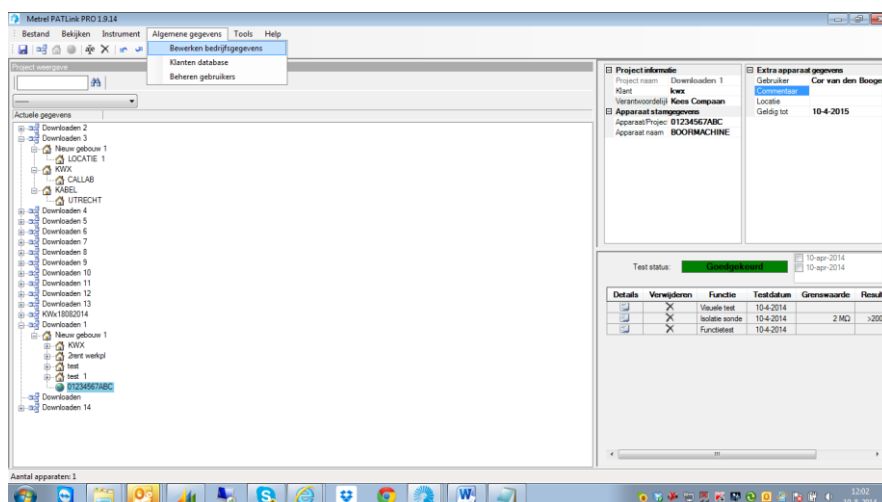 Metrel PATLink PRO 1.9.14
Bestand Bekijken Instrument Algemene gegevens Tools Help
Bewerken bedrijfsgegevens
Klanten database
Beheren gebruikers
Project weergave
Actuele gegevens
Downloaden 2
Downloaden 3
Nieuw gebouw 1
LOCATIE 1
KWX
CALLAB
KABEL
UTRECHT
Downloaden 4
Downloaden 5
Downloaden 6
Downloaden 7
Downloaden 8
Downloaden 9
Downloaden 10
Downloaden 11
Downloaden 12
Downloaden 13
KWx18082014
Downloaden 1
Nieuw gebouw 1
KWX
2rent werkpl
test
test 1
01234567ABC
Downloaden
Downloaden 14
Project informatie
Project naam Downloaden 1
Klant kwx
Verantwoordelijk Kees Compaan
Apparaat stamgegevens
Apparaat/Projec 01234567ABC
Apparaat naam BOORMACHINE
Extra apparaat gegevens
Gebruiker Cor van den Booge
Commentaar
Locatie
Geldig tot 10-4-2015
Test status: Goedgekeurd
10-apr-2014
10-apr-2014
Details Verwijderen Functie Testdatum Grenswaarde Resul
Visuele test 10-4-2014
Isolatie sonde 10-4-2014 2 MΩ >200
Functietest 10-4-2014
Aantal apparaten: 1
12:02